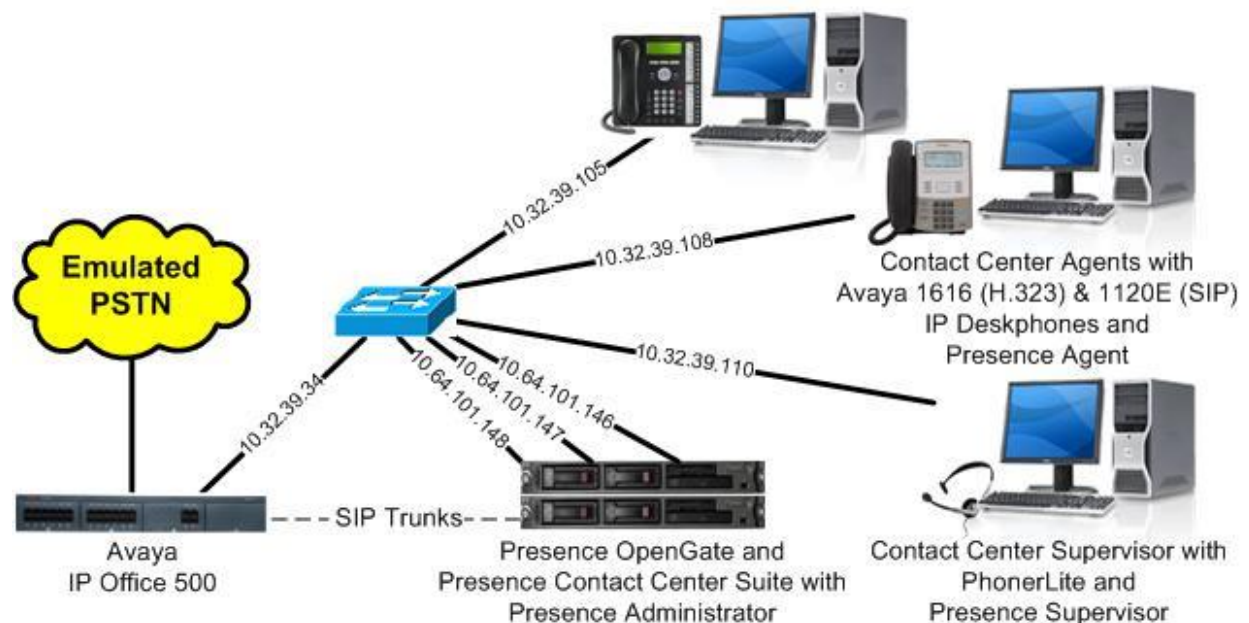 10.32.39.105
Emulated
PSTN
10.32.39.108
Contact Center Agents with
Avaya 1616 (H.323) & 1120E (SIP)
IP Deskphones and
Presence Agent
10.32.39.34
10.64.101.148
10.64.101.147
10.64.101.146
10.32.39.110
SIP Trunks
Avaya
IP Office 500
Presence OpenGate and
Presence Contact Center Suite with
Presence Administrator
Contact Center Supervisor with
PhonerLite and
Presence Supervisor